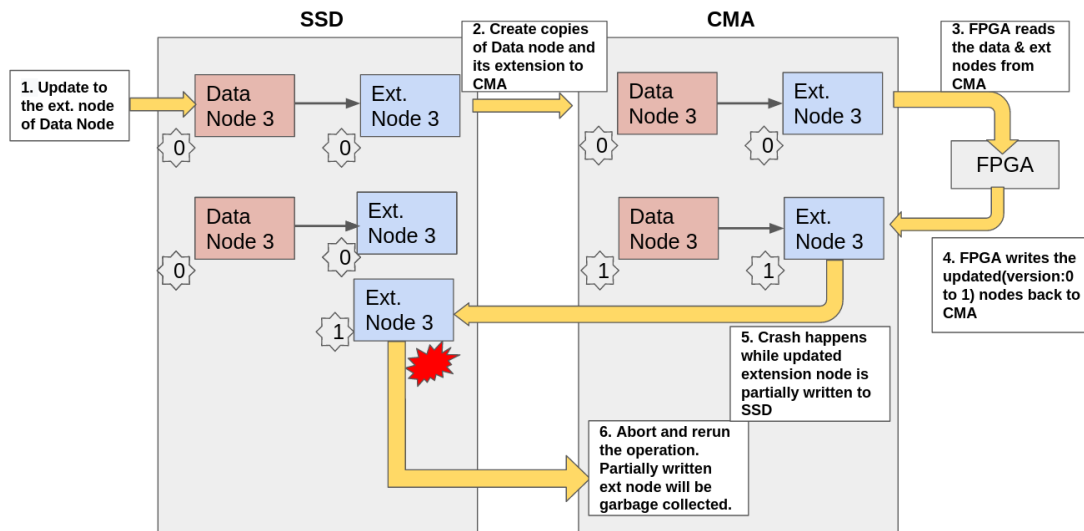 SSD
CMA
1. Update to
the ext. node
of Data Node
Data
Node 3
0
Ext.
Node 3
0
2. Create copies
of Data node and
its extension to
CMA
Data
Node 3
0
Ext.
Node 3
0
3. FPGA reads
the data & ext
nodes from
CMA
FPGA
Data
Node 3
0
Ext.
Node 3
0
Data
Node 3
1
Ext.
Node 3
1
4. FPGA writes the
updated(version:0
to 1) nodes back to
CMA
Ext.
Node 3
1
5. Crash happens
while updated
extension node is
partially written to
SSD
6. Abort and rerun
the operation.
Partially written
ext node will be
garbage collected.